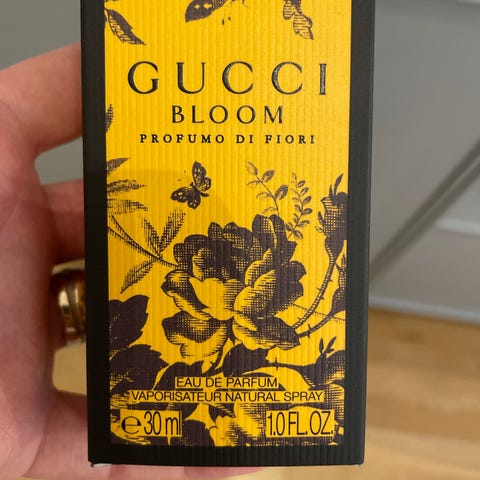 GUCCI
BLOOM
PROFUMO DI FIORI
EAU DE PARFUM
VAPORISATEUR NATURAL SPRAY
℮30 ml 1.0 FL.OZ.